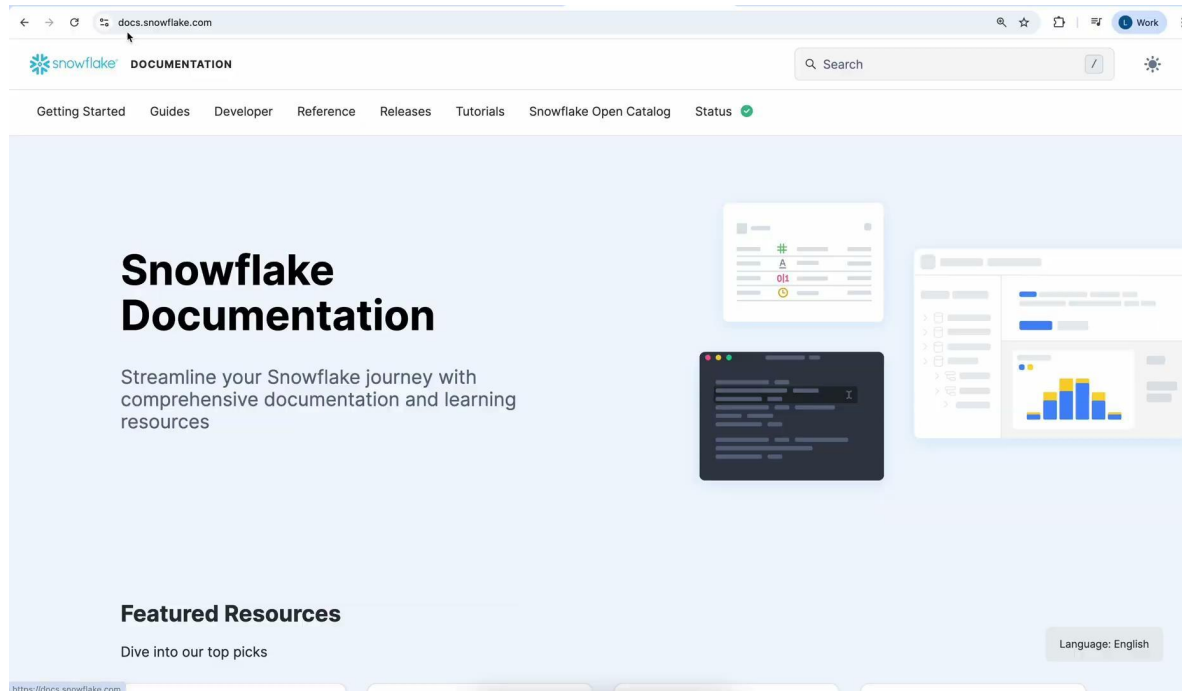 docs.snowflake.com
L Work
snowflake DOCUMENTATION
Search /
Getting Started Guides Developer Reference Releases Tutorials Snowflake Open Catalog Status
#
A
0|1
Snowflake
Documentation
Streamline your Snowflake journey with
comprehensive documentation and learning
resources
Featured Resources
Dive into our top picks
Language: English
https://docs.snowflake.com